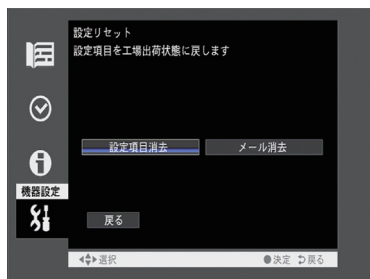 設定リセット
設定項目を工場出荷状態に戻します
設定項目消去
メール消去
機器設定
戻る
選択
決定
戻る